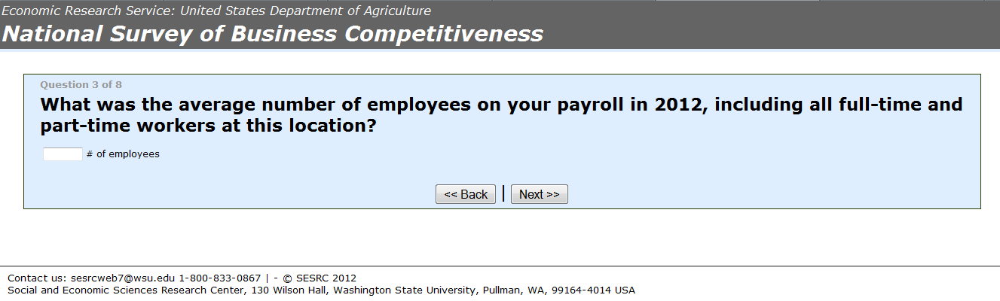 Economic Research Service: United States Department of Agriculture
National Survey of Business Competitiveness
Question 3 of 8
What was the average number of employees on your payroll in 2012, including all full-time and
part-time workers at this location?
# of employees
<< Back | Next >>
Contact us: sesrcweb7@wsu.edu 1-800-833-0867 | - © SESRC 2012
Social and Economic Sciences Research Center, 130 Wilson Hall, Washington State University, Pullman, WA, 99164-4014 USA